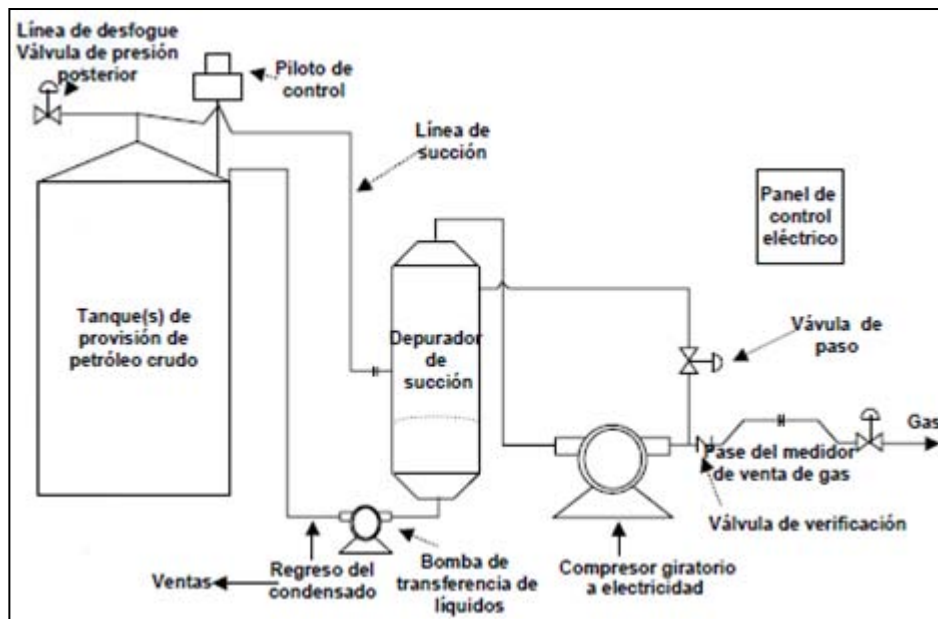 Línea de desfogue
Válvula de presión
posterior
Piloto de
control
Línea de
succión
Panel de
control
eléctrico
Tanque(s) de
provisión de
petróleo crudo
Depurador
de
succión
Vávula de
paso
Gas
Pase del medidor
de venta de gas
Válvula de verificación
Ventas
Regreso del
condensado
Bomba de
transferencia de
líquidos
Compresor giratorio
a electricidad